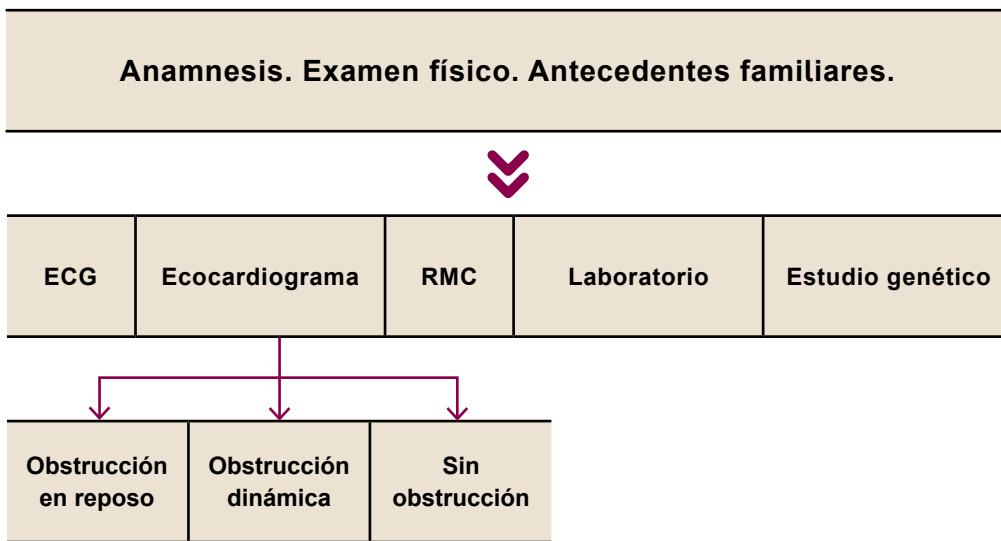 Anamnesis. Examen físico. Antecedentes familiares.
ECG
Ecocardiograma
RMC
Laboratorio
Estudio genético
Obstrucción
en reposo
Obstrucción
dinámica
Sin
obstrucción